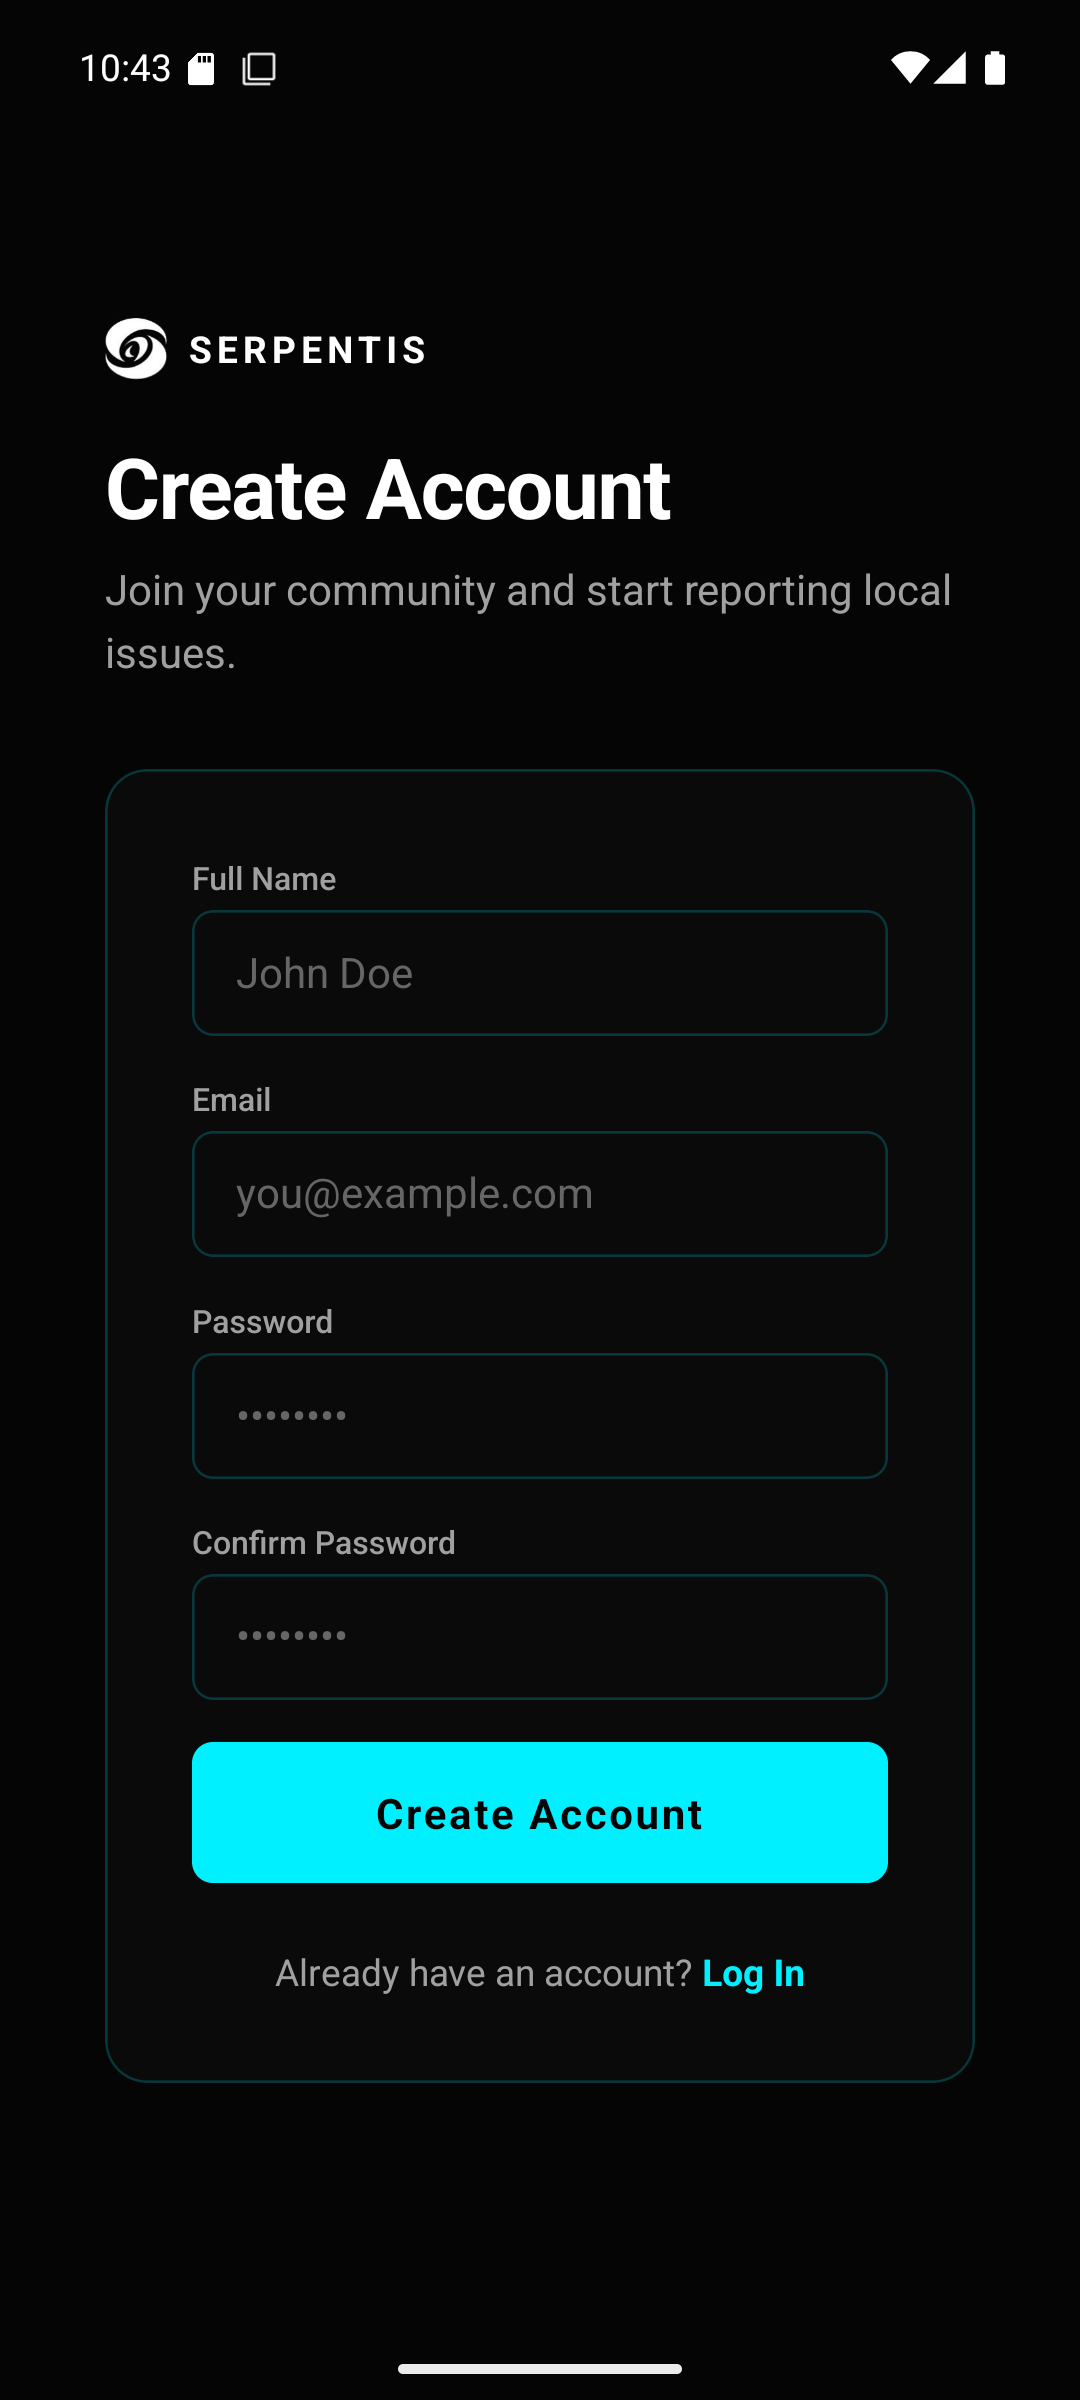 10:43
SERPENTIS
Create Account
Join your community and start reporting local
issues.
Full Name
John Doe
Email
you@example.com
Password
••••••••
Confirm Password
••••••••
Create Account
Already have an account? Log In